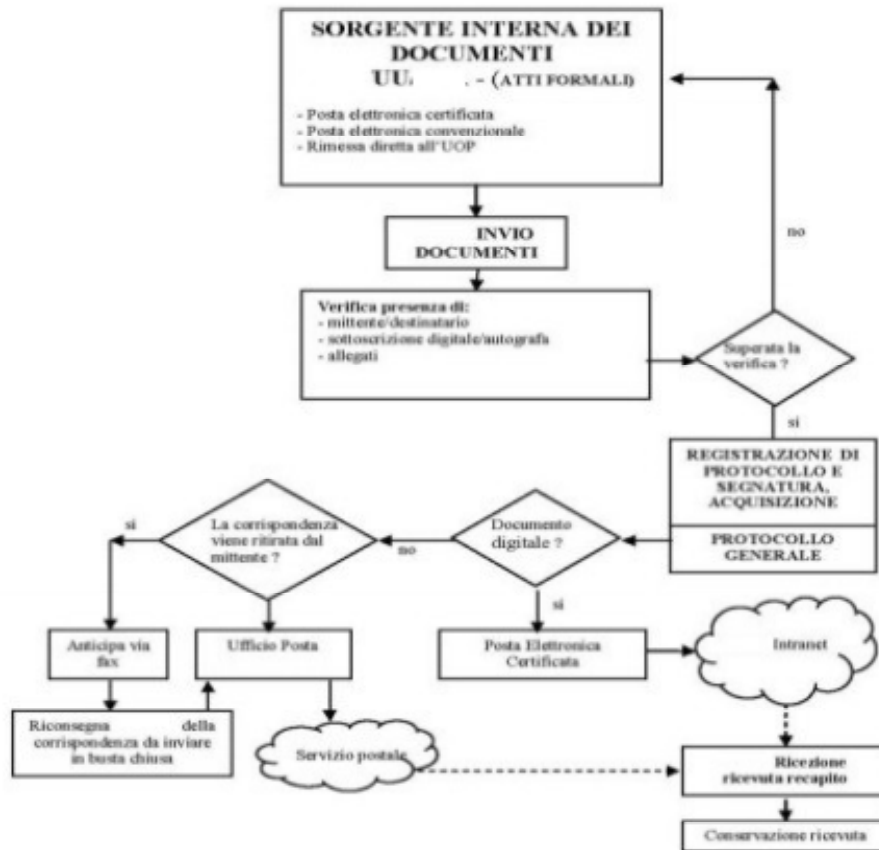 SORGENTE INTERNA DEI
DOCUMENTI
UU. . - (ATTI FORMALI)
- Posta elettronica certificata
- Posta elettronica convenzionale
- Rimessa diretta all'UOP
INVIO
DOCUMENTI
no
Verifica presenza di:
- mittente/destinatario
- sottoscrizione digitale/autografa
- allegati
Superata la
verifica ?
si
REGISTRAZIONE DI
PROTOCOLLO E
SEGNATURA,
ACQUISIZIONE
PROTOCOLLO
GENERALE
Documento
digitale ?
no
La corrispondenza
viene ritirata dal
mittente ?
si
si
Anticipa via
fax
Ufficio Posta
Posta Elettronica
Certificata
Intranet
Riconsegna della
corrispondenza da inviare
in busta chiusa
Servizio postale
Ricezione
ricevuta recapito
Conservazione ricevuta